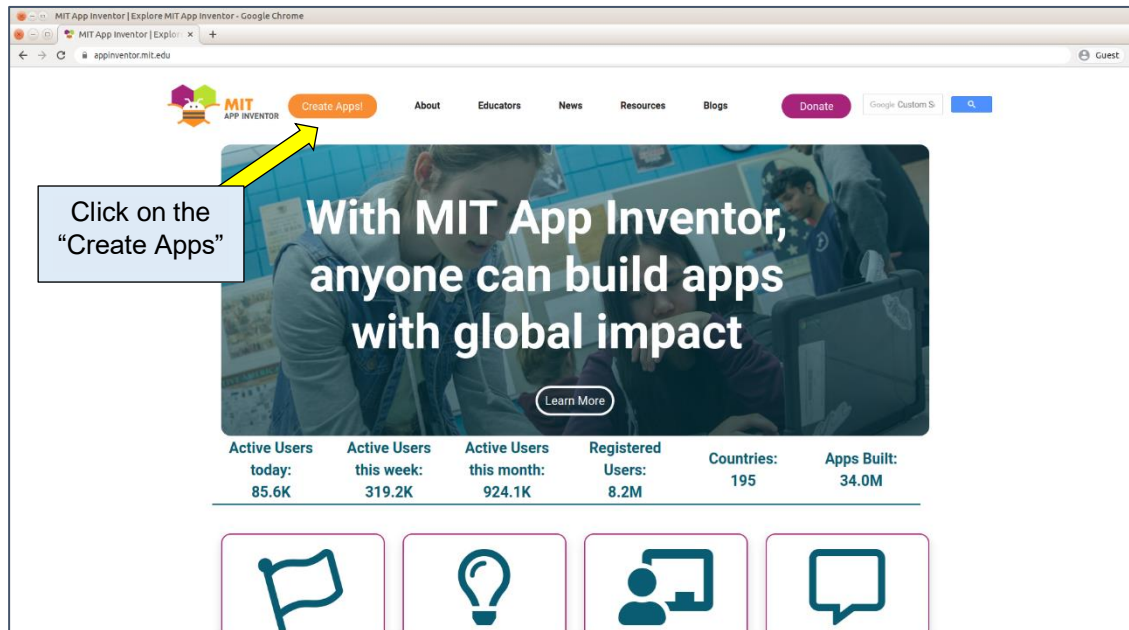 MIT App Inventor | Explore MIT App Inventor - Google Chrome
MIT App Inventor | Explor
appinventor.mit.edu
Guest
MIT
APP INVENTOR
Create Apps!
About
Educators
News
Resources
Blogs
Donate
Google Custom S
Click on the
“Create Apps”
With MIT App Inventor,
anyone can build apps
with global impact
Learn More
Active Users
today:
85.6K
Active Users
this week:
319.2K
Active Users
this month:
924.1K
Registered
Users:
8.2M
Countries:
195
Apps Built:
34.0M